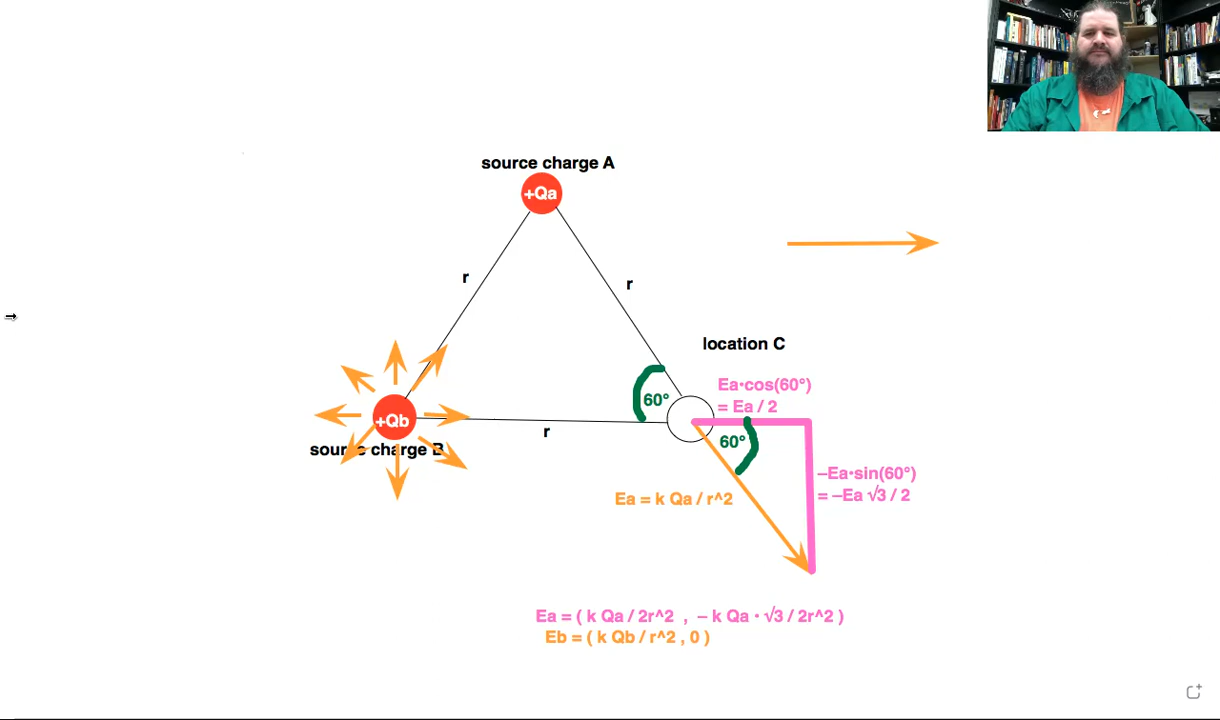 source charge A
+Qa
r
r
location C
Ea•cos(60°)
= Ea / 2
60°
+Qb
source charge B
r
60°
–Ea•sin(60°)
= –Ea √3 / 2
Ea = k Qa / r^2
Ea = ( k Qa / 2r^2 , – k Qa • √3 / 2r^2 )
Eb = ( k Qb / r^2 , 0 )